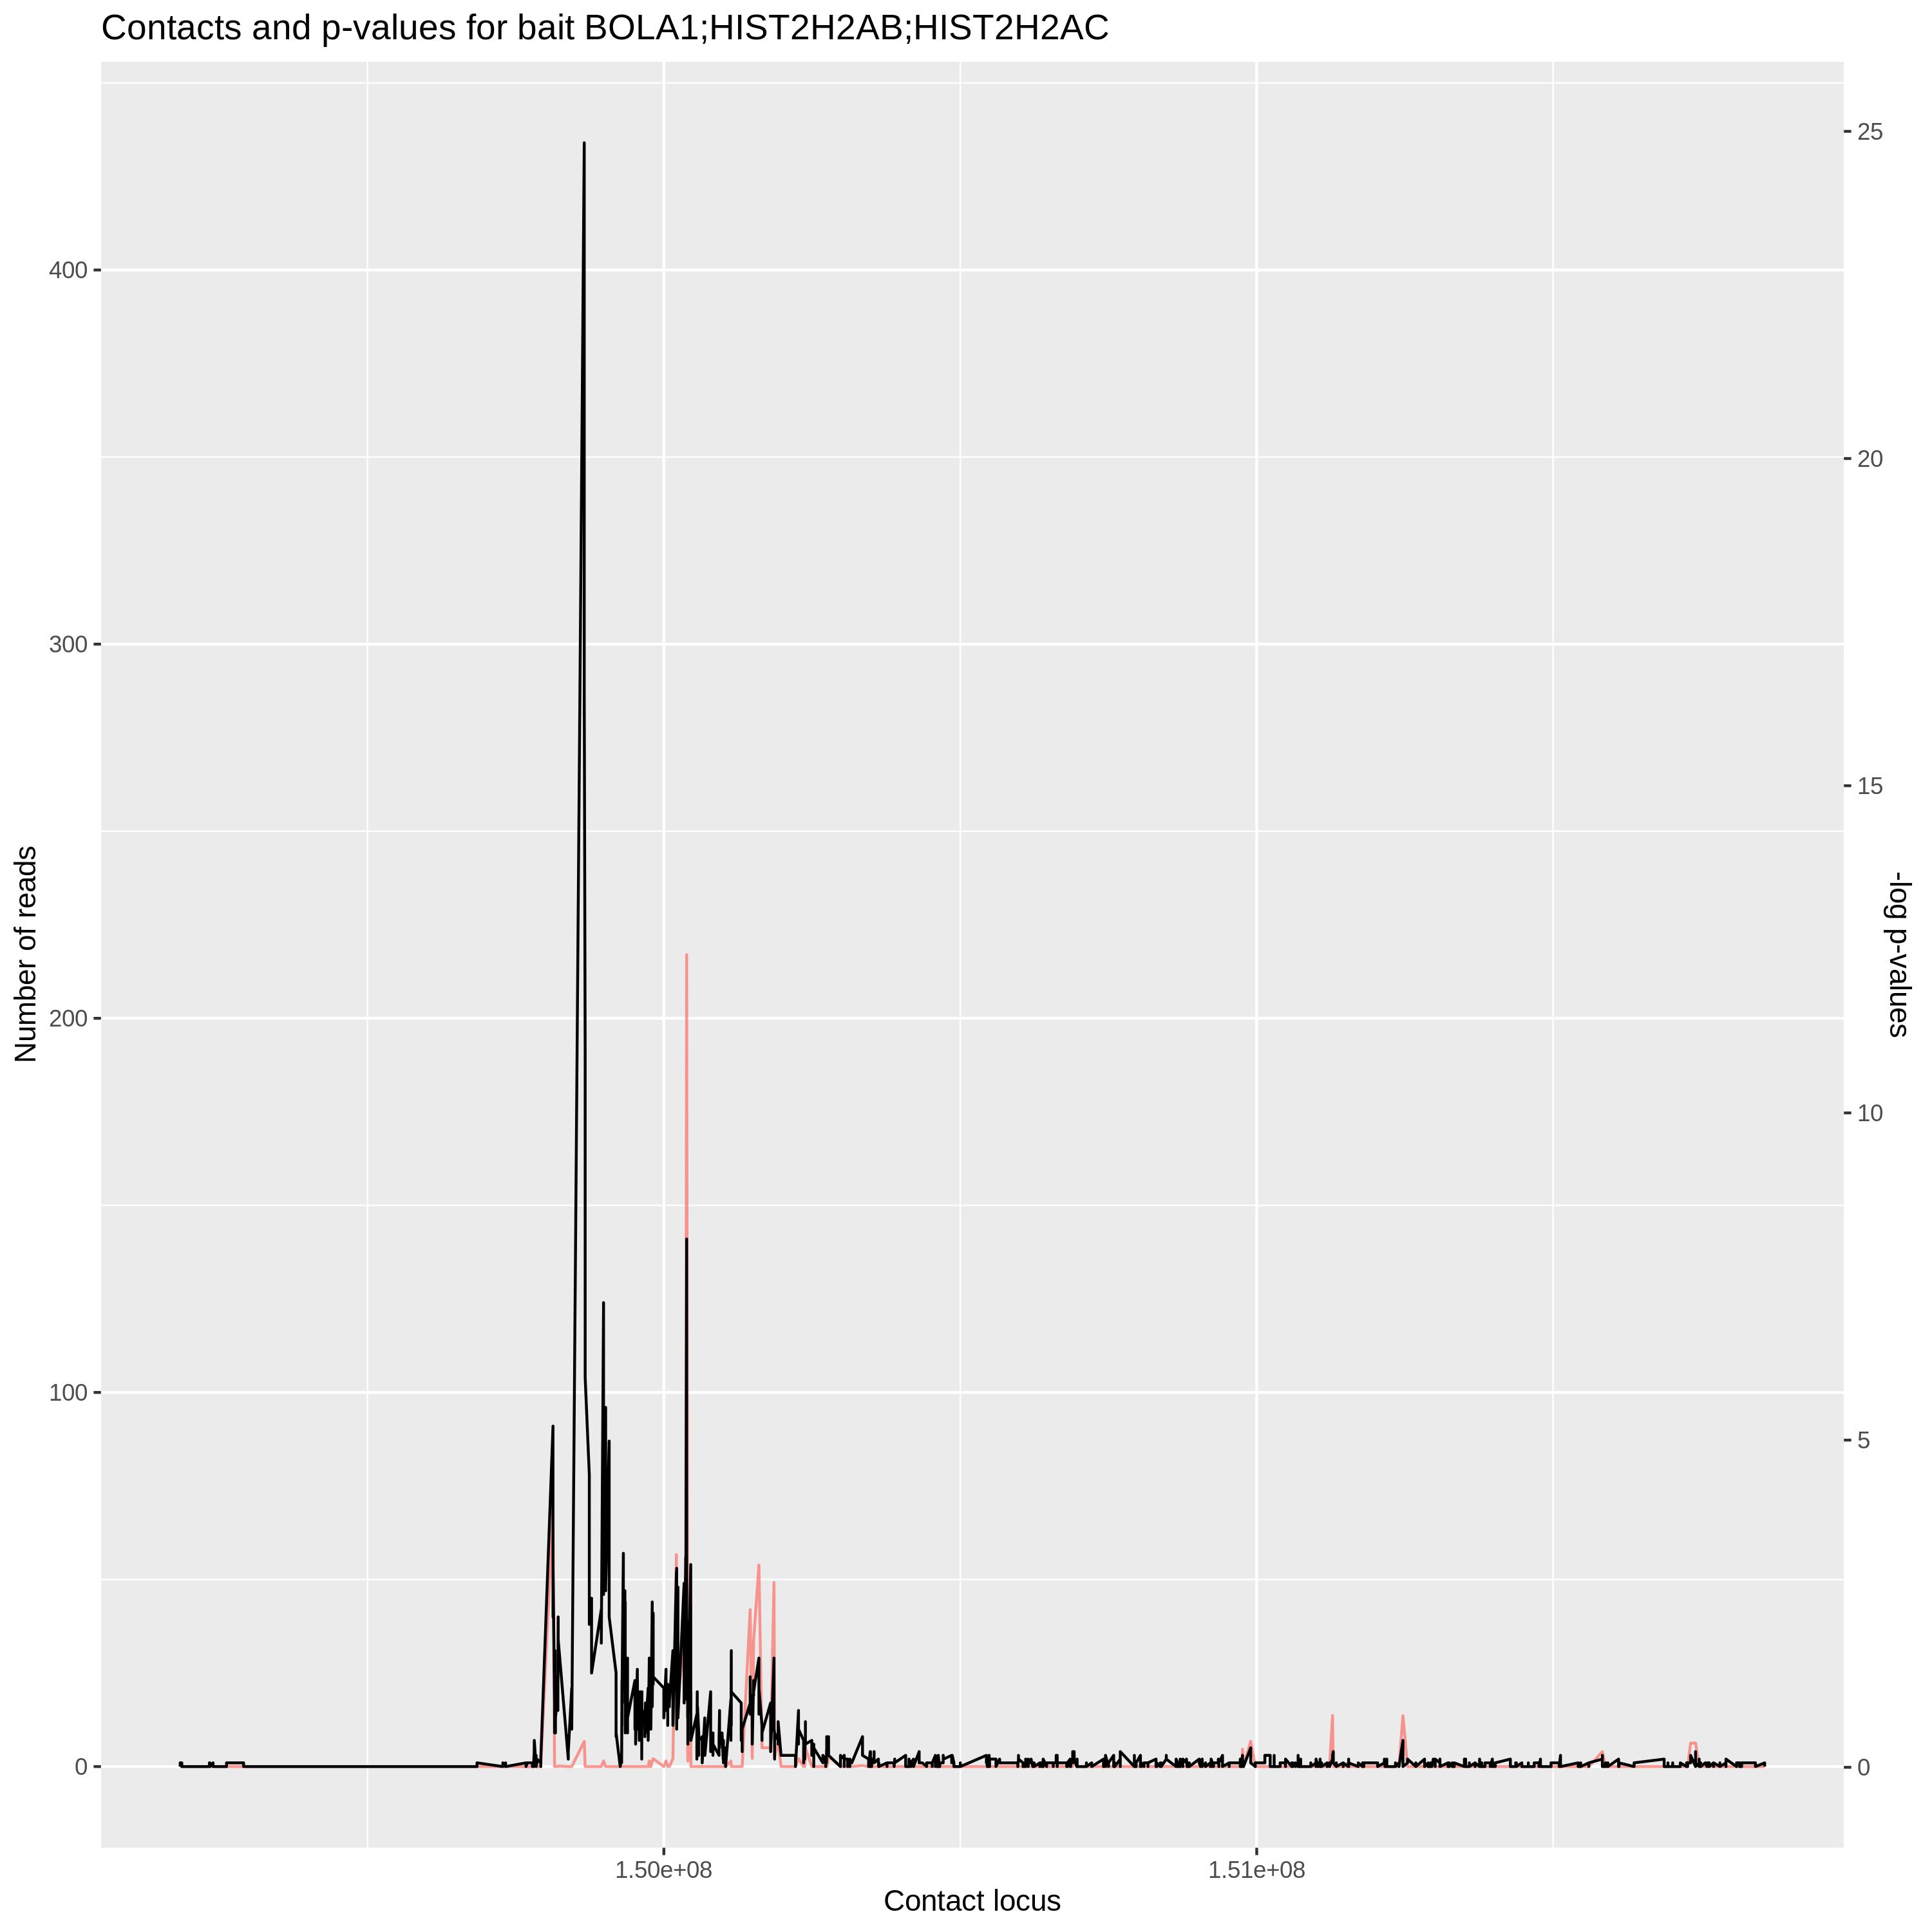 Contacts and p-values for bait BOLA1;HIST2H2AB;HIST2H2AC
Number of reads
400
300
200
100
0
25
20
15
10
5
0
-log p-values
1.50e+08
1.51e+08
Contact locus